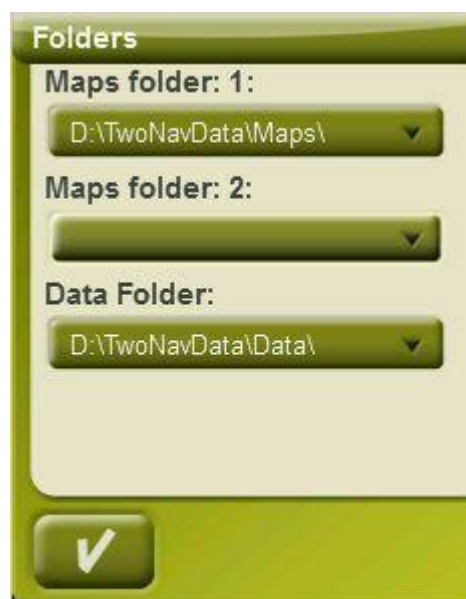 Folders
Maps folder: 1:
D:\TwoNavData\Maps\
Maps folder: 2:
Data Folder:
D:\TwoNavData\Data\